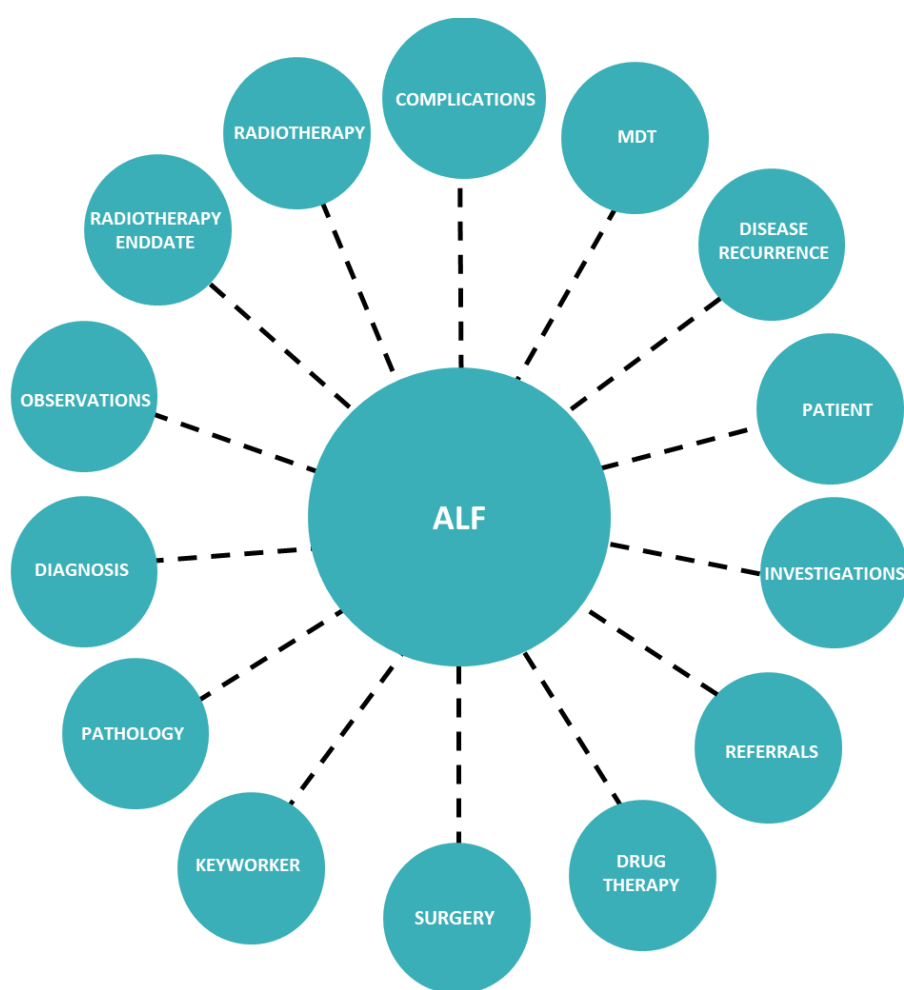 COMPLICATIONS
MDT
DISEASE
RECURRENCE
PATIENT
INVESTIGATIONS
REFERRALS
DRUG
THERAPY
SURGERY
KEYWORKER
PATHOLOGY
DIAGNOSIS
OBSERVATIONS
RADIOTHERAPY
ENDDATE
RADIOTHERAPY
ALF